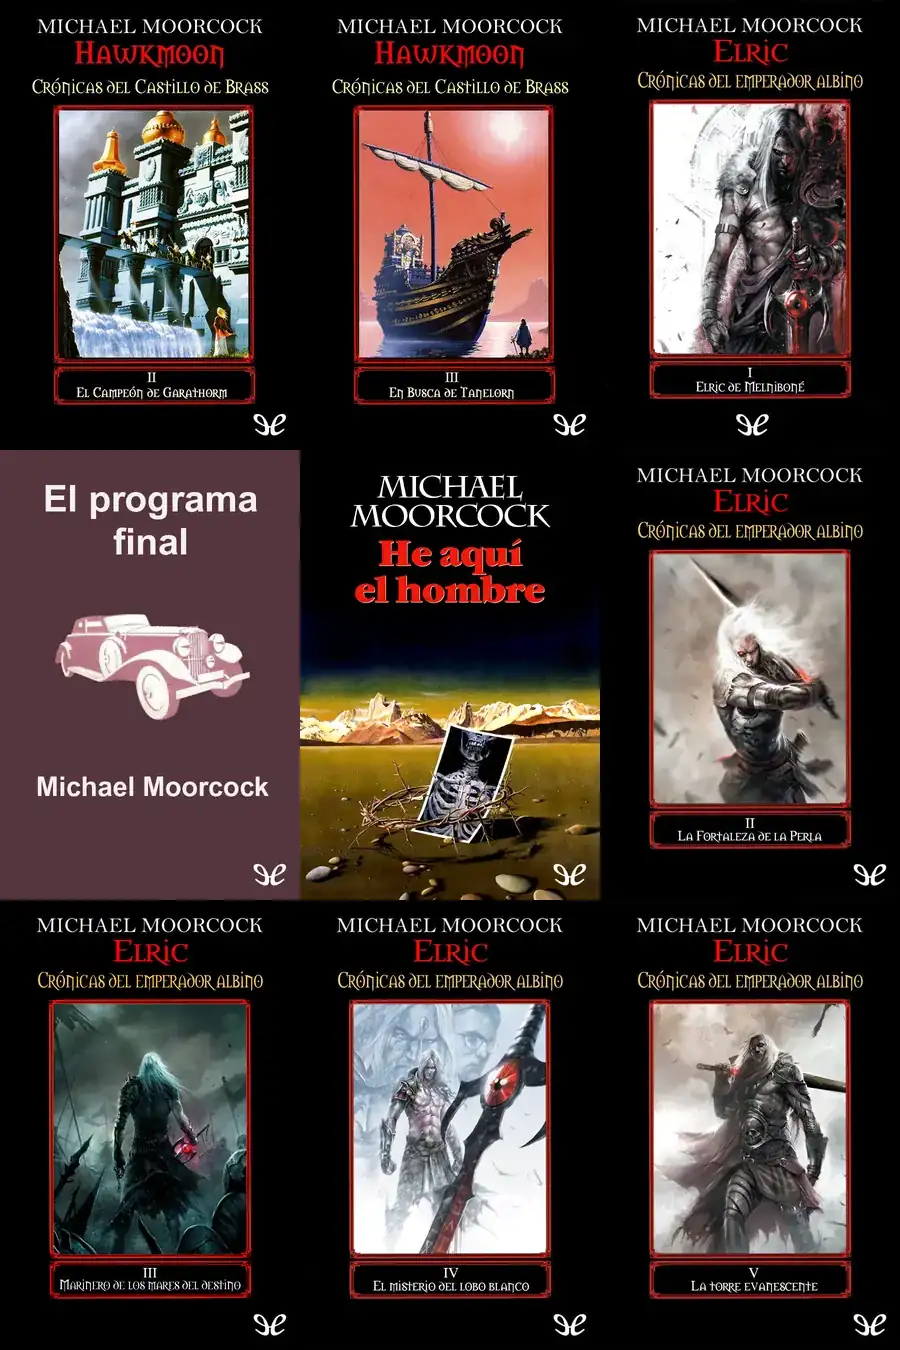 MICHAEL MOORCOCK
HAWKMOON
CRÓNICAS DEL CASTILLO DE BRASS
II
EL CAMPEÓN DE GARATHORM
MICHAEL MOORCOCK
HAWKMOON
CRÓNICAS DEL CASTILLO DE BRASS
III
EN BUSCA DE TANELORN
MICHAEL MOORCOCK
ELRIC
CRÓNICAS DEL EMPERADOR ALBINO
I
ELRIC DE MELNIBONÉ
El programa
final
Michael Moorcock
MICHAEL
MOORCOCK
He aquí
el hombre
MICHAEL MOORCOCK
ELRIC
CRÓNICAS DEL EMPERADOR ALBINO
II
LA FORTALEZA DE LA PERLA
MICHAEL MOORCOCK
ELRIC
CRÓNICAS DEL EMPERADOR ALBINO
III
MARINERO DE LOS MARES DEL DESTINO
MICHAEL MOORCOCK
ELRIC
CRÓNICAS DEL EMPERADOR ALBINO
IV
EL MISTERIO DEL LOBO BLANCO
MICHAEL MOORCOCK
ELRIC
CRÓNICAS DEL EMPERADOR ALBINO
V
LA TORRE EVANESCENTE